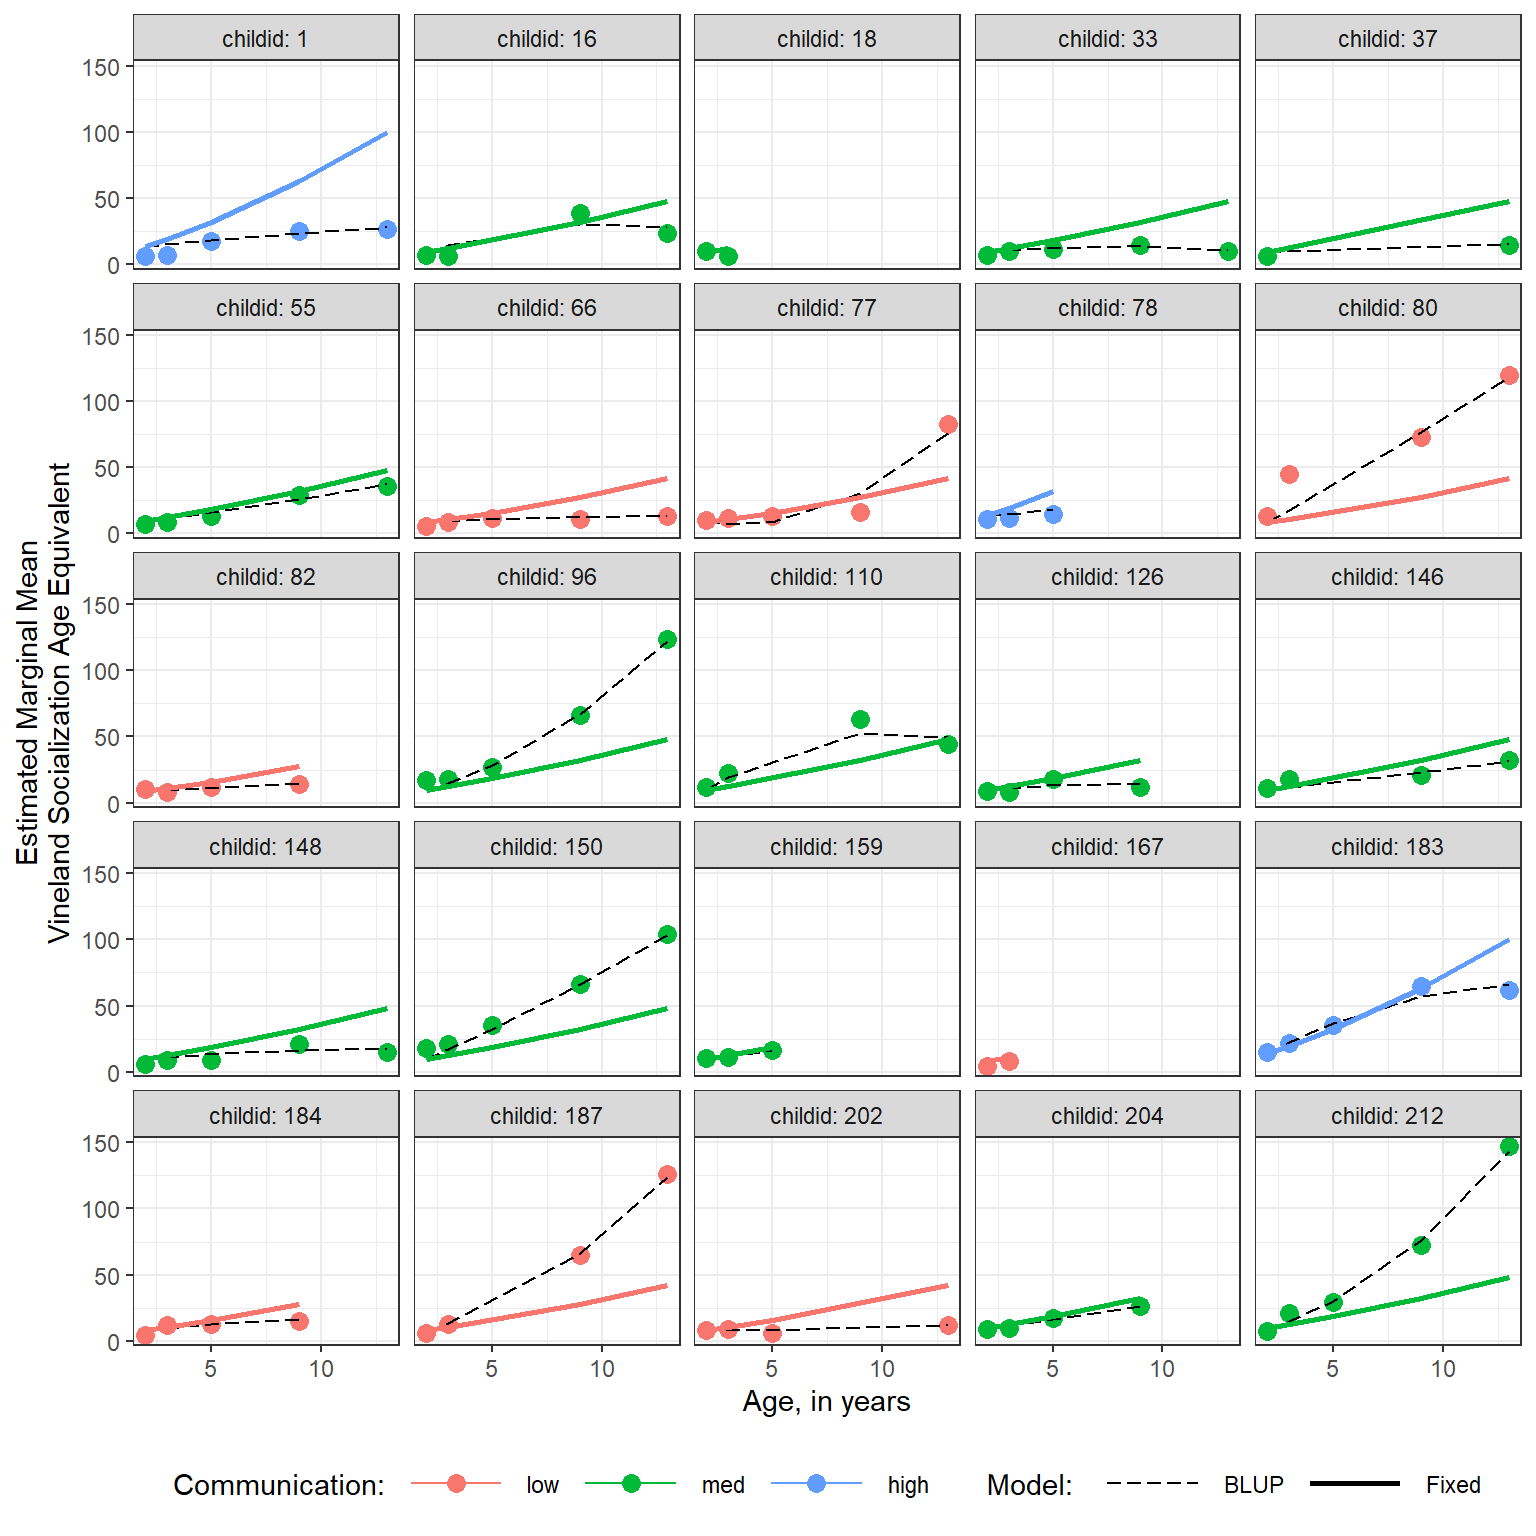 childid: 1
childid: 16
childid: 18
childid: 33
childid: 37
150
100
50
0
childid: 55
childid: 66
childid: 77
childid: 78
childid: 80
150
100
50
0
childid: 82
childid: 96
childid: 110
childid: 126
childid: 146
150
100
50
0
childid: 148
childid: 150
childid: 159
childid: 167
childid: 183
150
100
50
0
childid: 184
childid: 187
childid: 202
childid: 204
childid: 212
150
100
50
0
5
10
5
10
5
10
5
10
5
10
Estimated Marginal Mean
Vineland Socialization Age Equivalent
Age, in years
Communication: low med high Model: BLUP Fixed